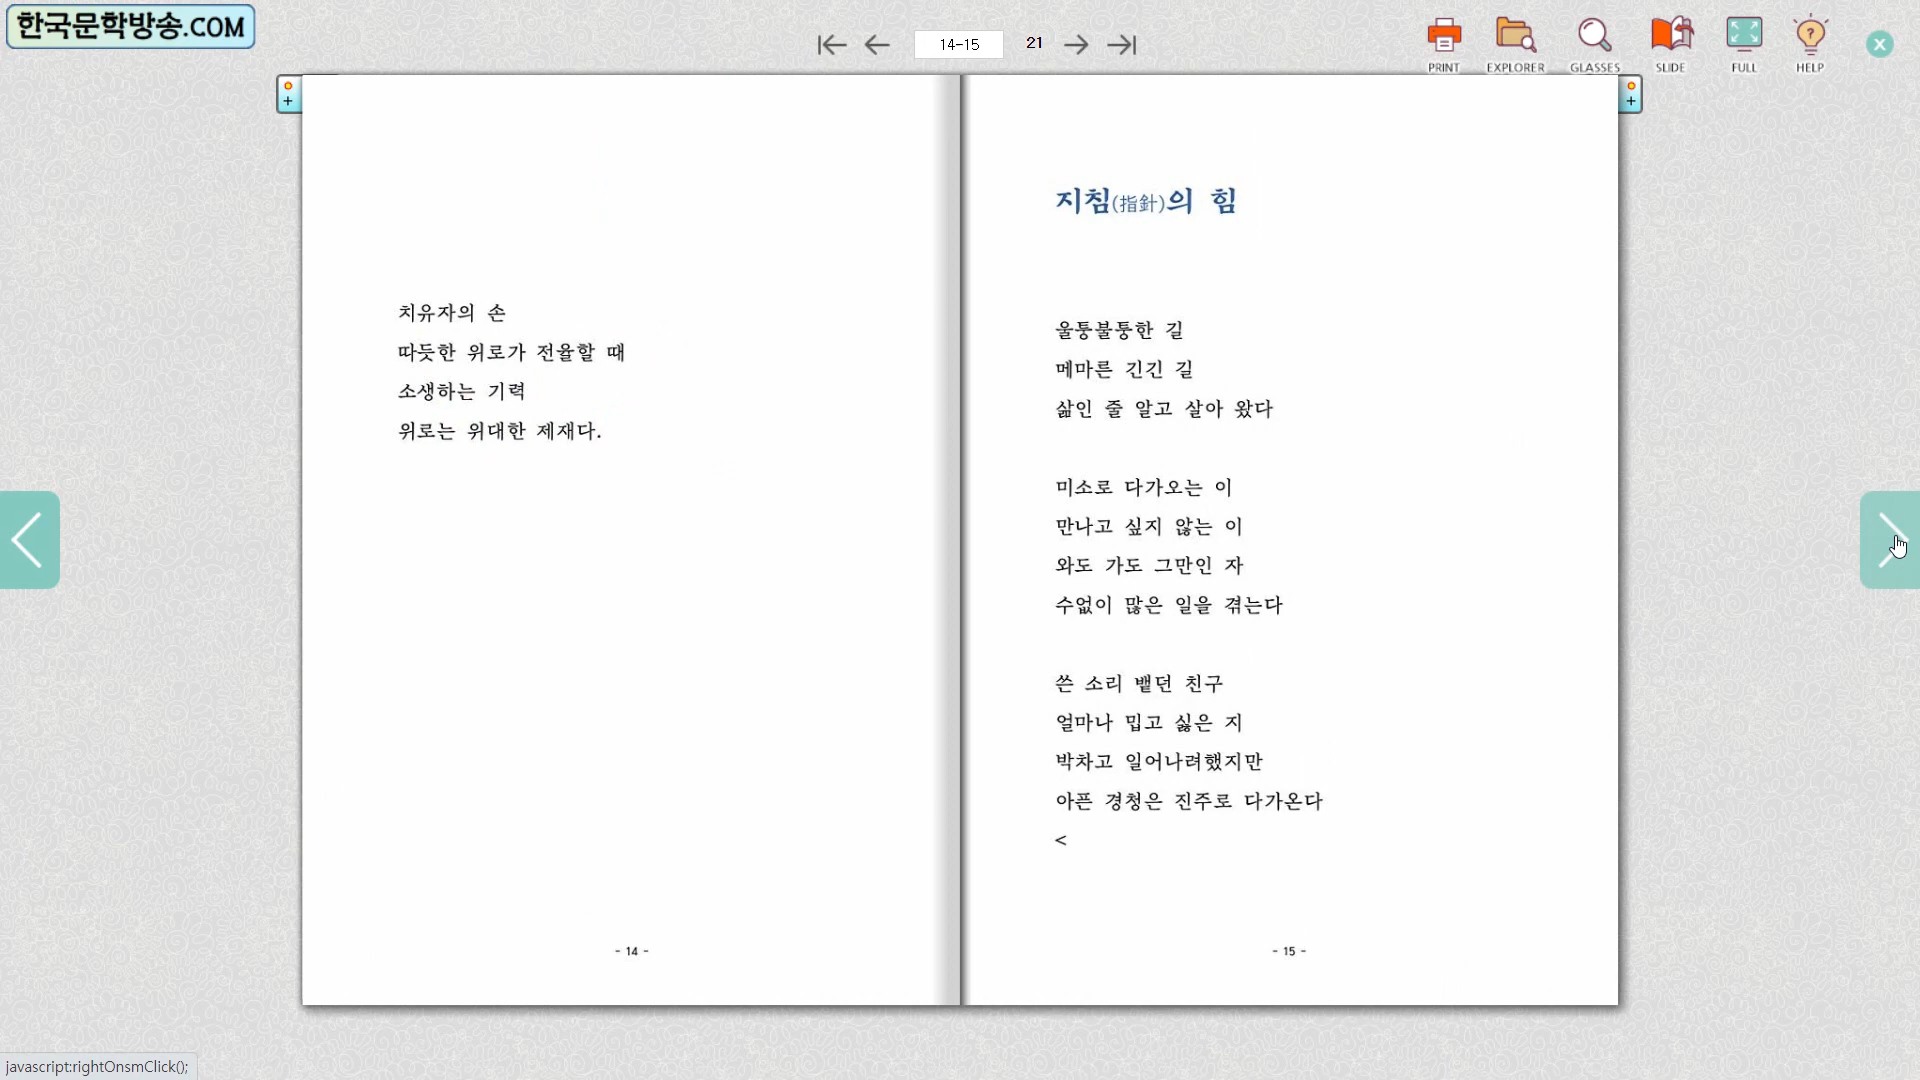 한국문학방송.COM
14-15
21
PRINT
EXPLORER
GLASSES
SLIDE
FULL
HELP
치유자의 손
따듯한 위로가 전율할 때
소생하는 기력
위로는 위대한 제재다.
- 14 -
지침(指針)의 힘
울퉁불퉁한 길
메마른 긴긴 길
삶인 줄 알고 살아 왔다
미소로 다가오는 이
만나고 싶지 않는 이
와도 가도 그만인 자
수없이 많은 일을 겪는다
쓴 소리 뱉던 친구
얼마나 밉고 싫은 지
박차고 일어나려했지만
아픈 경청은 진주로 다가온다
<
- 15 -
javascript:rightOnsmClick();